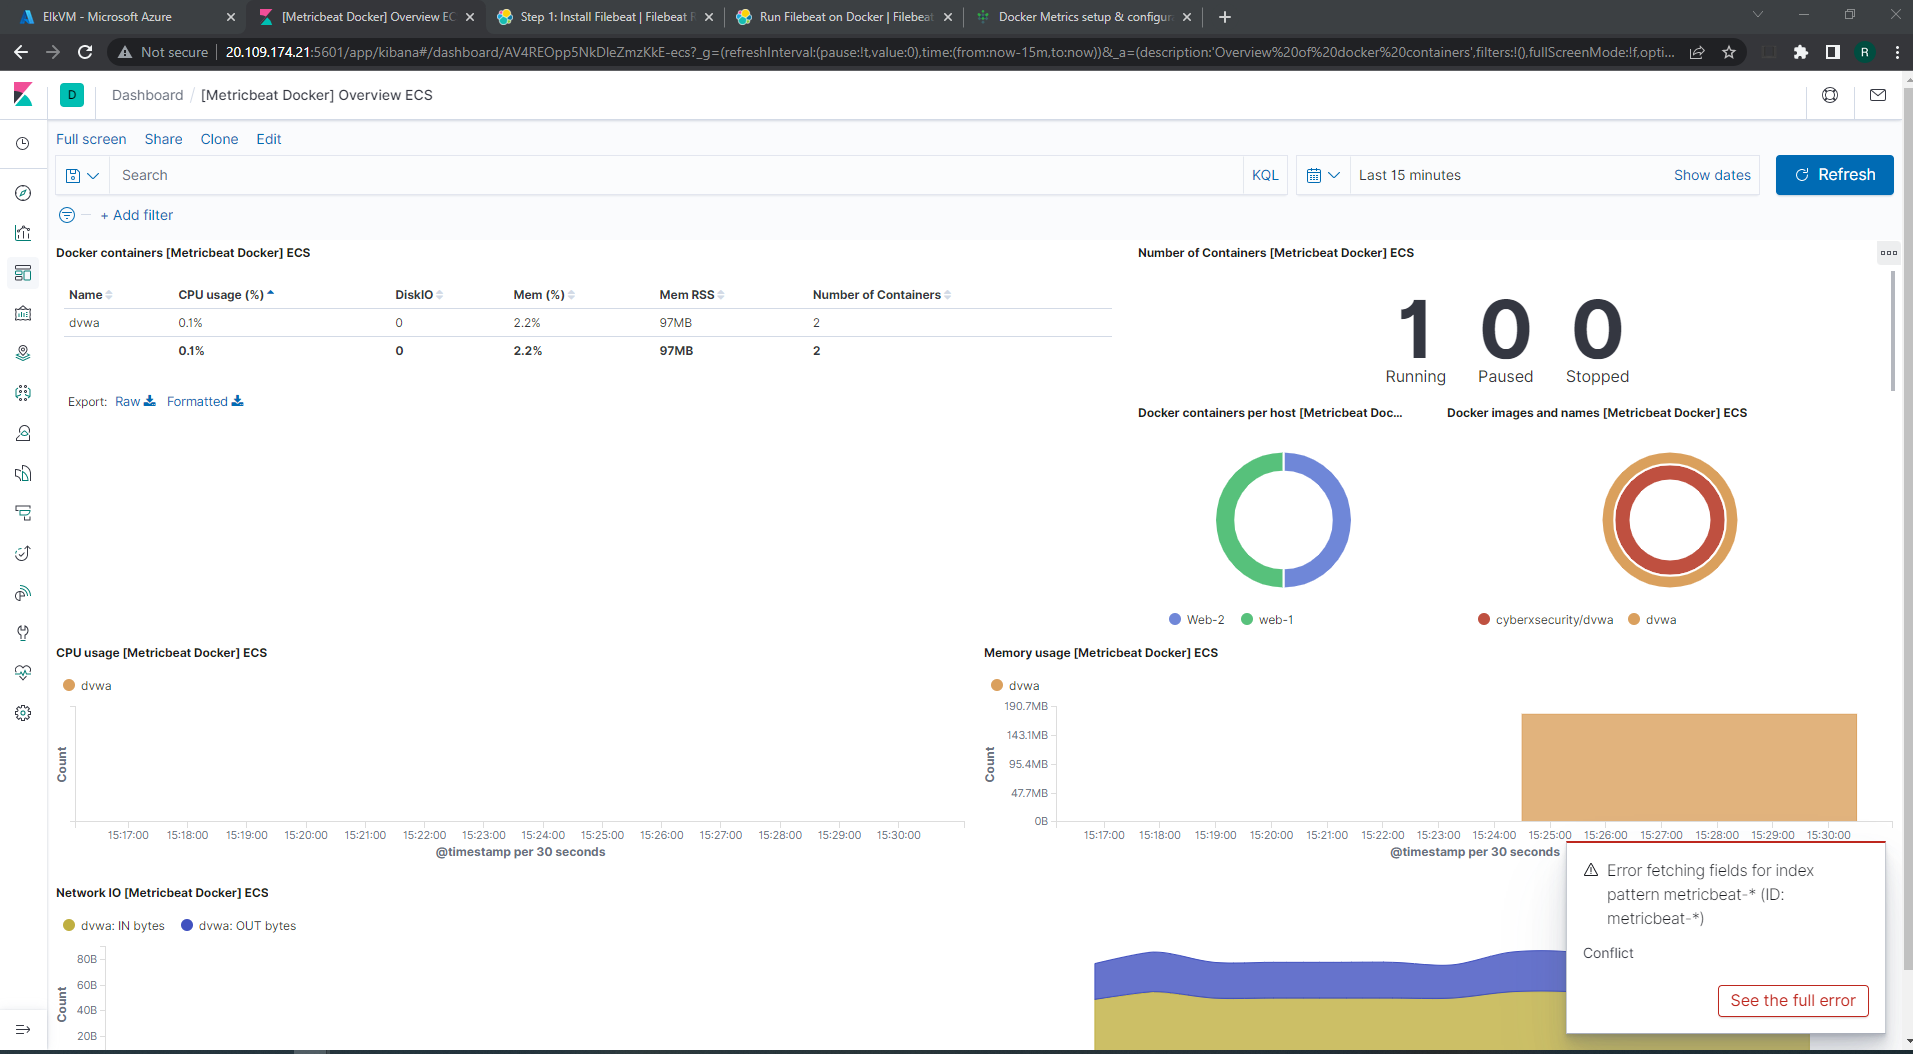 ElkVM - Microsoft Azure
[Metricbeat Docker] Overview EC
Step 1: Install Filebeat | Filebeat R
Run Filebeat on Docker | Filebeat
Docker Metrics setup & configur
Not secure
20.109.174.21:5601/app/kibana#/dashboard/AV4REOpp5NkDleZmzKkE-ecs?_g=(refreshInterval:(pause:!t,value:0),time:(from:now-15m,to:now))&_a=(description:'Overview%20of%20docker%20containers',filters:!(),fullScreenMode:!f,opti...
R
D
Dashboard / [Metricbeat Docker] Overview ECS
Full screen Share Clone Edit
Search
KQL
Last 15 minutes
Show dates
Refresh
+ Add filter
Docker containers [Metricbeat Docker] ECS
Name CPU usage (%) DiskIO Mem (%) Mem RSS Number of Containers
dvwa 0.1% 0 2.2% 97MB 2
0.1% 0 2.2% 97MB 2
Export: Raw Formatted
Number of Containers [Metricbeat Docker] ECS
1 0 0
Running Paused Stopped
Docker containers per host [Metricbeat Doc...
Web-2 web-1
Docker images and names [Metricbeat Docker] ECS
cyberxsecurity/dvwa dvwa
CPU usage [Metricbeat Docker] ECS
dvwa
Count
15:17:00 15:18:00 15:19:00 15:20:00 15:21:00 15:22:00 15:23:00 15:24:00 15:25:00 15:26:00 15:27:00 15:28:00 15:29:00 15:30:00
@timestamp per 30 seconds
Memory usage [Metricbeat Docker] ECS
dvwa
190.7MB
143.1MB
95.4MB
47.7MB
0B
Count
15:17:00 15:18:00 15:19:00 15:20:00 15:21:00 15:22:00 15:23:00 15:24:00 15:25:00 15:26:00 15:27:00 15:28:00 15:29:00 15:30:00
@timestamp per 30 seconds
Network IO [Metricbeat Docker] ECS
dvwa: IN bytes dvwa: OUT bytes
80B
60B
40B
20B
Count
Error fetching fields for index
pattern metricbeat-* (ID:
metricbeat-*)
Conflict
See the full error